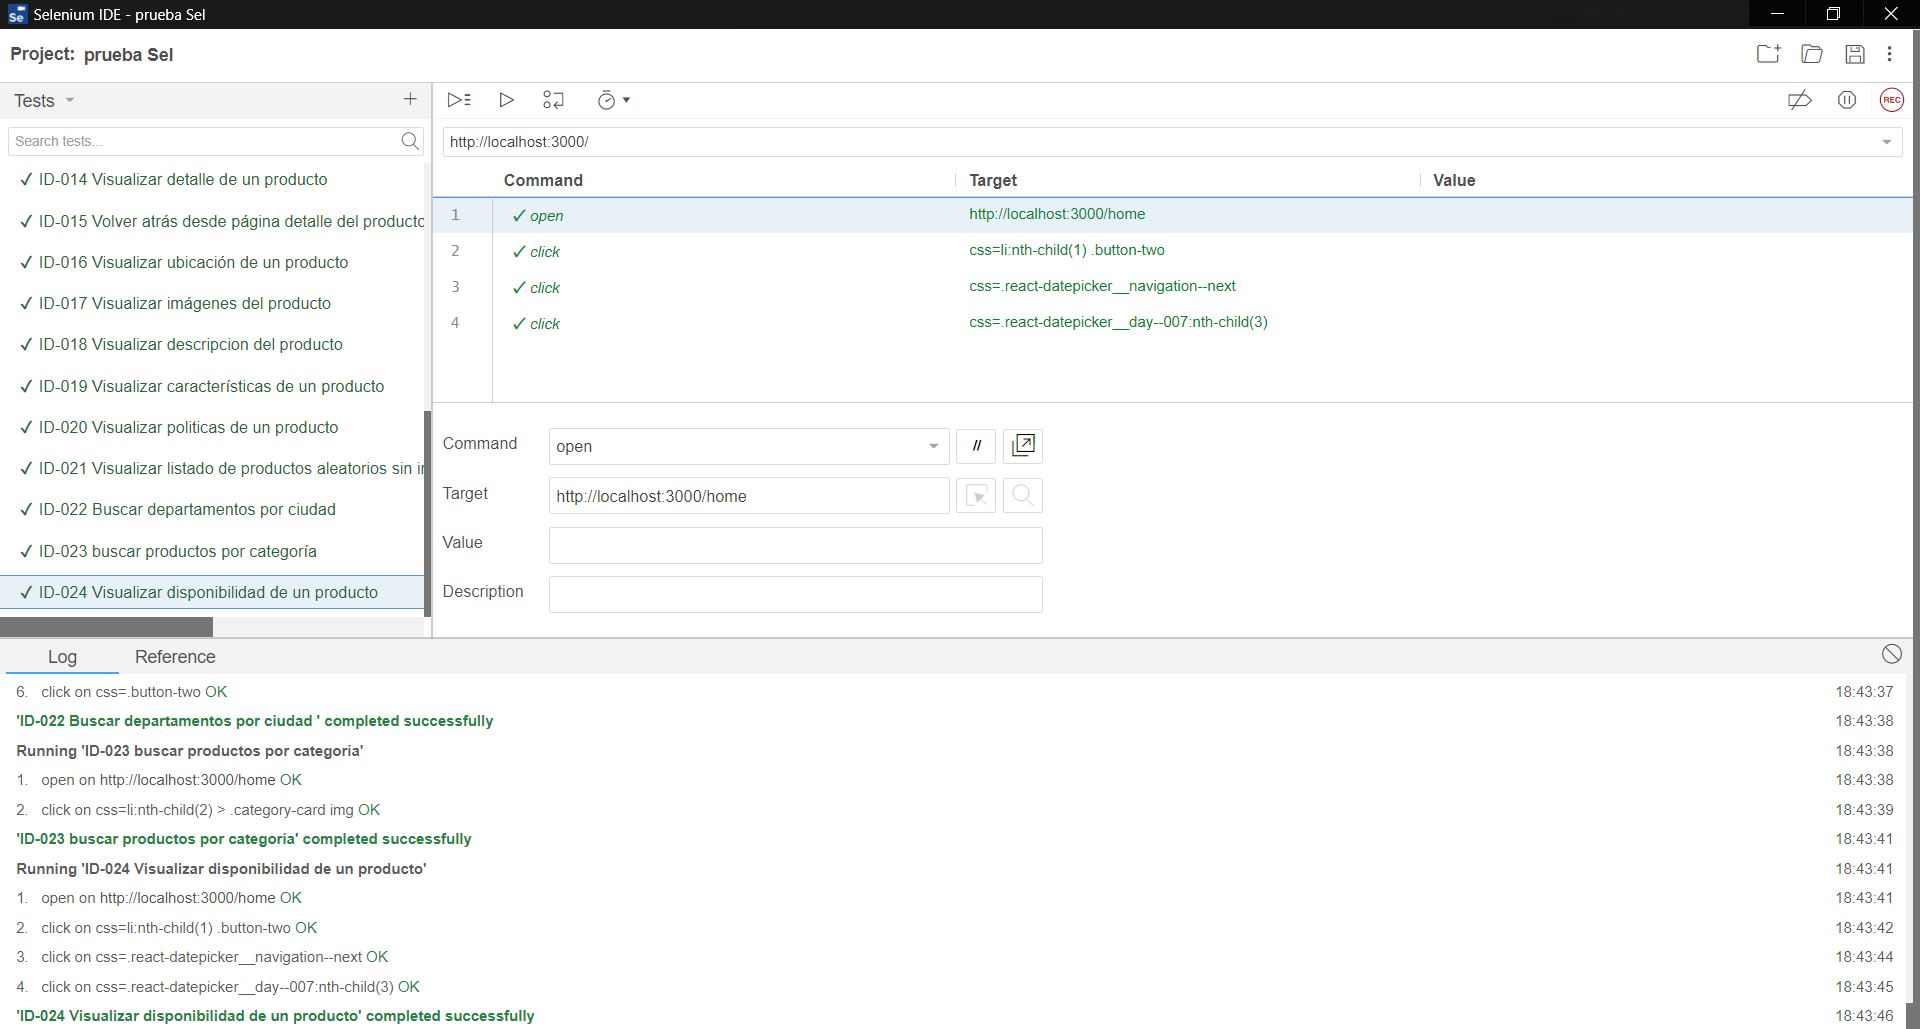 Selenium IDE - prueba Sel
Project: prueba Sel
Tests
Search tests...
✓ ID-014 Visualizar detalle de un producto
✓ ID-015 Volver atrás desde página detalle del producto
✓ ID-016 Visualizar ubicación de un producto
✓ ID-017 Visualizar imágenes del producto
✓ ID-018 Visualizar descripcion del producto
✓ ID-019 Visualizar características de un producto
✓ ID-020 Visualizar politicas de un producto
✓ ID-021 Visualizar listado de productos aleatorios sin
✓ ID-022 Buscar departamentos por ciudad
✓ ID-023 buscar productos por categoría
✓ ID-024 Visualizar disponibilidad de un producto
REC
http://localhost:3000/
Command Target Value
1 ✓ open http://localhost:3000/home
2 ✓ click css=li:nth-child(1) .button-two
3 ✓ click css=.react-datepicker__navigation--next
4 ✓ click css=.react-datepicker__day--007:nth-child(3)
Command open //
Target http://localhost:3000/home
Value
Description
Log Reference
6. click on css=.button-two OK 18:43:37
'ID-022 Buscar departamentos por ciudad ' completed successfully 18:43:38
Running 'ID-023 buscar productos por categoría' 18:43:38
1. open on http://localhost:3000/home OK 18:43:38
2. click on css=li:nth-child(2) > .category-card img OK 18:43:39
'ID-023 buscar productos por categoría' completed successfully 18:43:41
Running 'ID-024 Visualizar disponibilidad de un producto' 18:43:41
1. open on http://localhost:3000/home OK 18:43:41
2. click on css=li:nth-child(1) .button-two OK 18:43:42
3. click on css=.react-datepicker__navigation--next OK 18:43:44
4. click on css=.react-datepicker__day--007:nth-child(3) OK 18:43:45
'ID-024 Visualizar disponibilidad de un producto' completed successfully 18:43:46